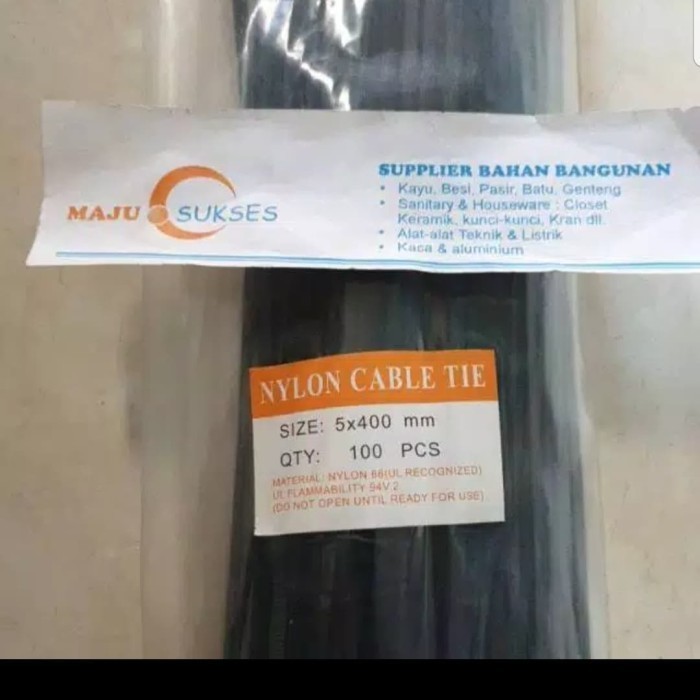 MAJU SUKSES
SUPPLIER BAHAN BANGUNAN
• Kayu, Besi, Pasir, Batu, Genteng
• Sanitary & Houseware : Closet
Keramik, kunci-kunci, Kran dll.
• Alat-alat Teknik & Listrik
• Kaca & aluminium
NYLON CABLE TIE
SIZE: 5x400 mm
QTY: 100 PCS
MATERIAL: NYLON 66(UL RECOGNIZED)
UL FLAMMABILITY 94V 2
(DO NOT OPEN UNTIL READY FOR USE)